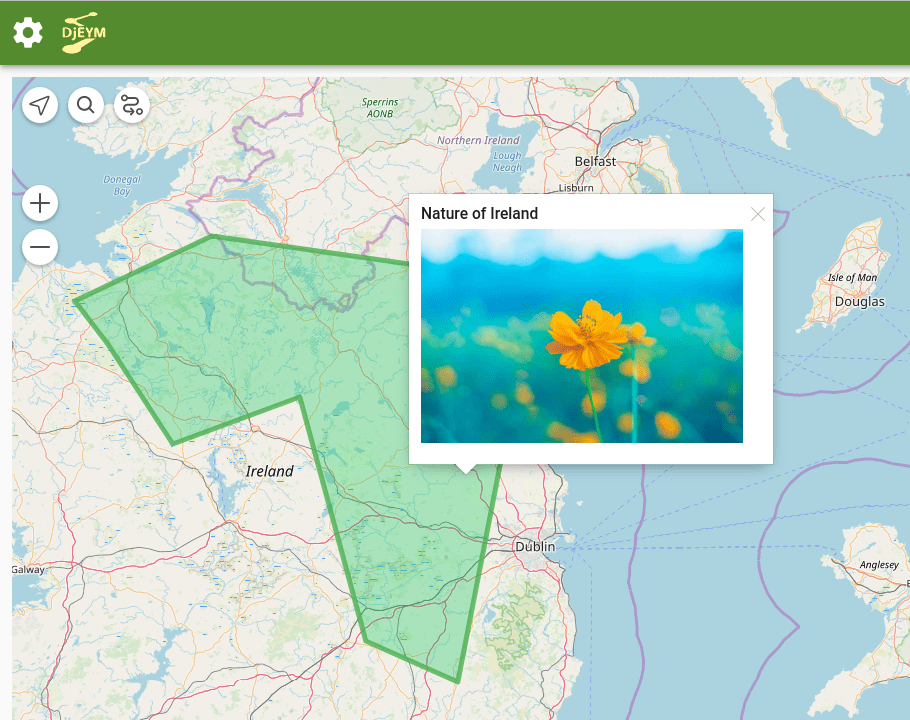 DjEYM
Sperrins
AONB
Northern Ireland
Lough
Neagh
Belfast
Lisburn
Donegal
Bay
Nature of Ireland
Isle of Man
Douglas
Ireland
Dublin
Galway
Anglesey